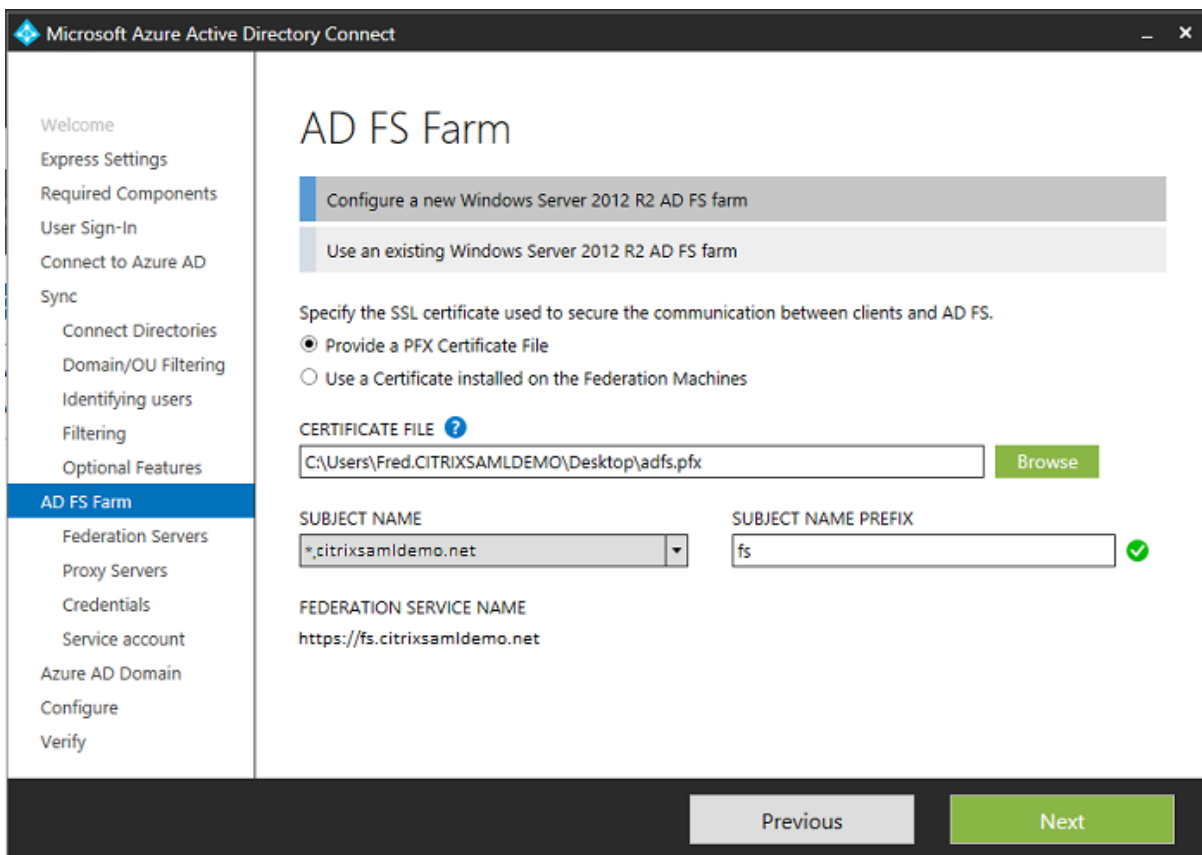 Microsoft Azure Active Directory Connect
Welcome
Express Settings
Required Components
User Sign-In
Connect to Azure AD
Sync
Connect Directories
Domain/OU Filtering
Identifying users
Filtering
Optional Features
AD FS Farm
Federation Servers
Proxy Servers
Credentials
Service account
Azure AD Domain
Configure
Verify
AD FS Farm
Configure a new Windows Server 2012 R2 AD FS farm
Use an existing Windows Server 2012 R2 AD FS farm
Specify the SSL certificate used to secure the communication between clients and AD FS.
Provide a PFX Certificate File
Use a Certificate installed on the Federation Machines
CERTIFICATE FILE ?
C:\Users\Fred.CITRIXSAMLDEMO\Desktop\adfs.pfx
Browse
SUBJECT NAME
*.citrixsamldemo.net
SUBJECT NAME PREFIX
fs
FEDERATION SERVICE NAME
https://fs.citrixsamldemo.net
Previous
Next